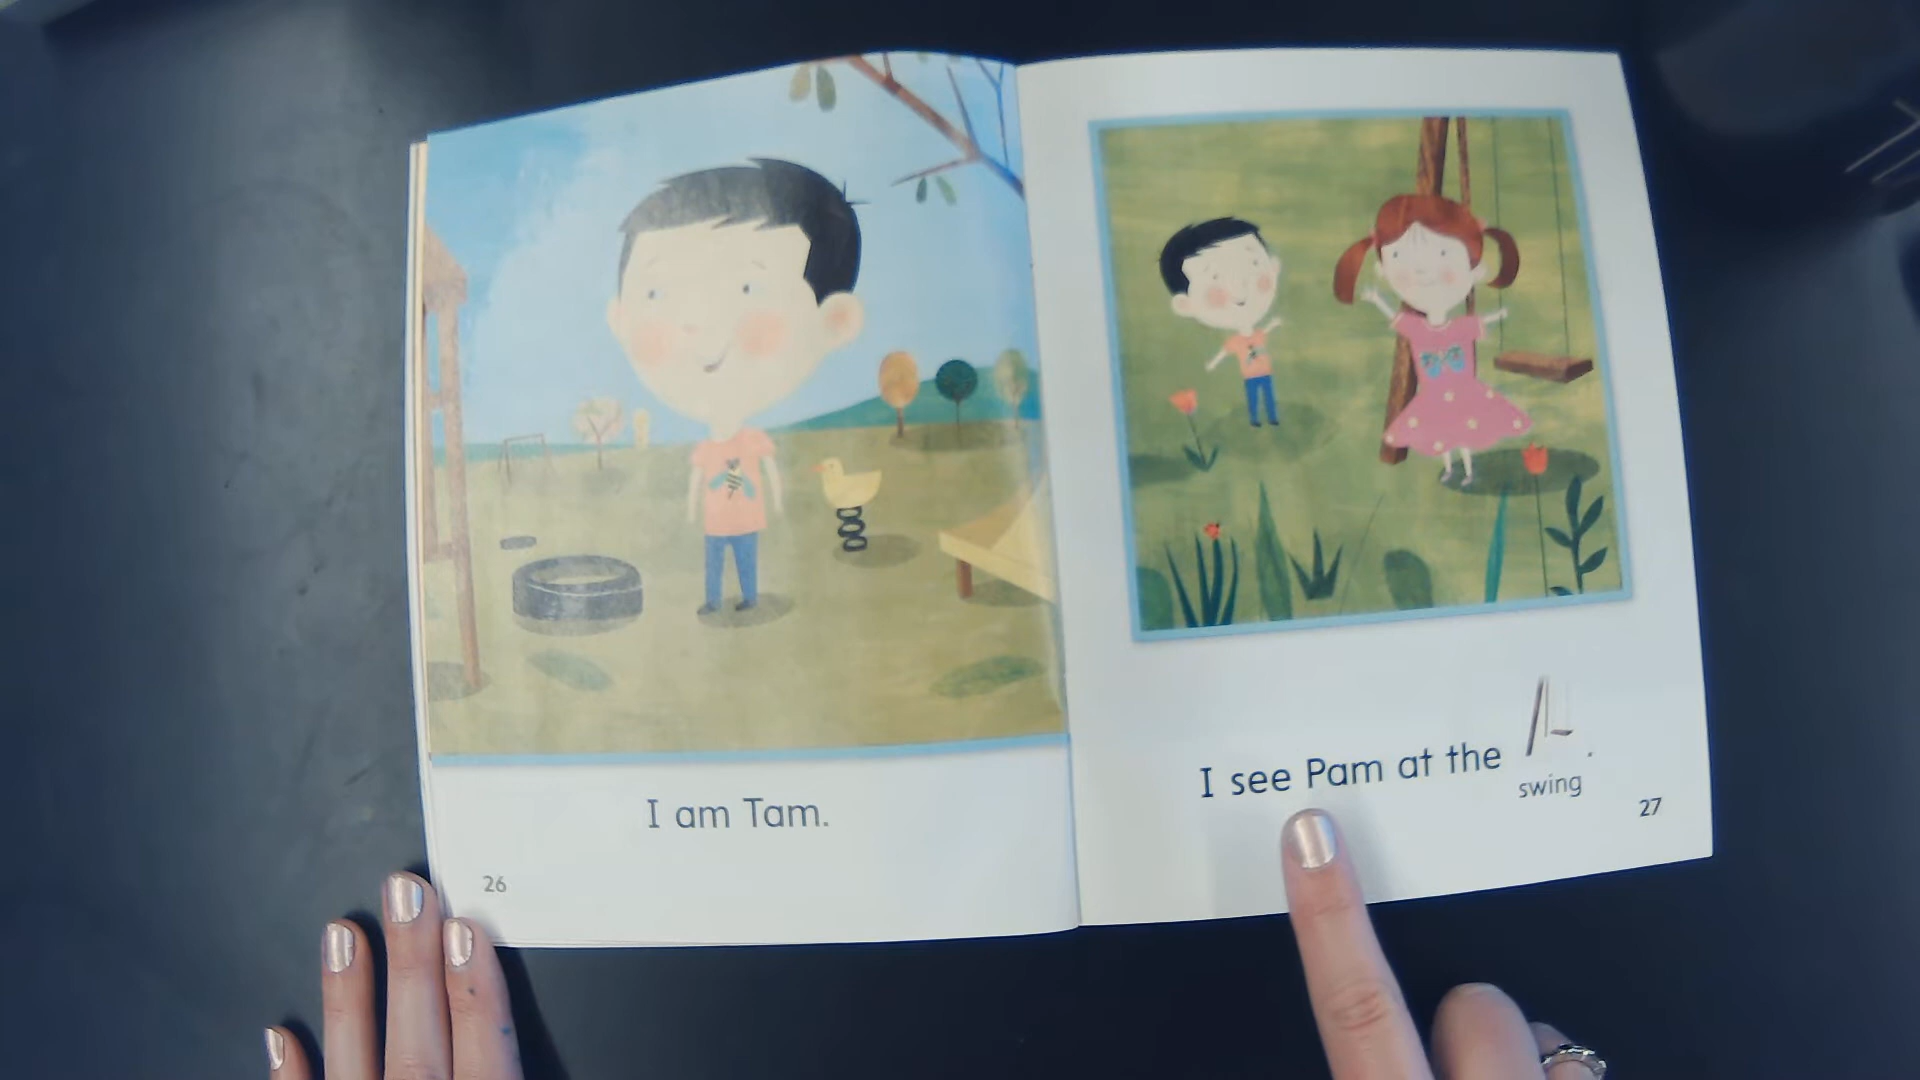 I am Tam.
26
I see Pam at the .
swing
27